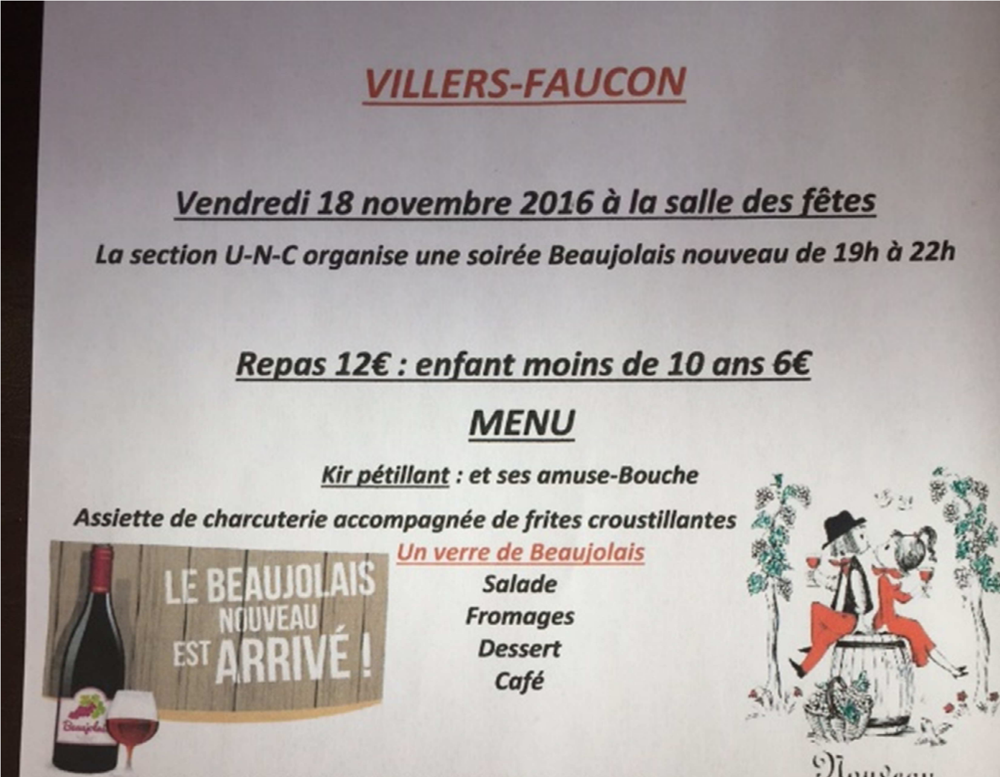 VILLERS-FAUCON
Vendredi 18 novembre 2016 à la salle des fêtes
La section U-N-C organise une soirée Beaujolais nouveau de 19h à 22h
Repas 12€ : enfant moins de 10 ans 6€
MENU
Kir pétillant : et ses amuse-Bouche
Assiette de charcuterie accompagnée de frites croustillantes
Un verre de Beaujolais
Salade
Fromages
Dessert
Café
LE BEAUJOLAIS
NOUVEAU
EST ARRIVÉ !
Beaujolais
Nouveau